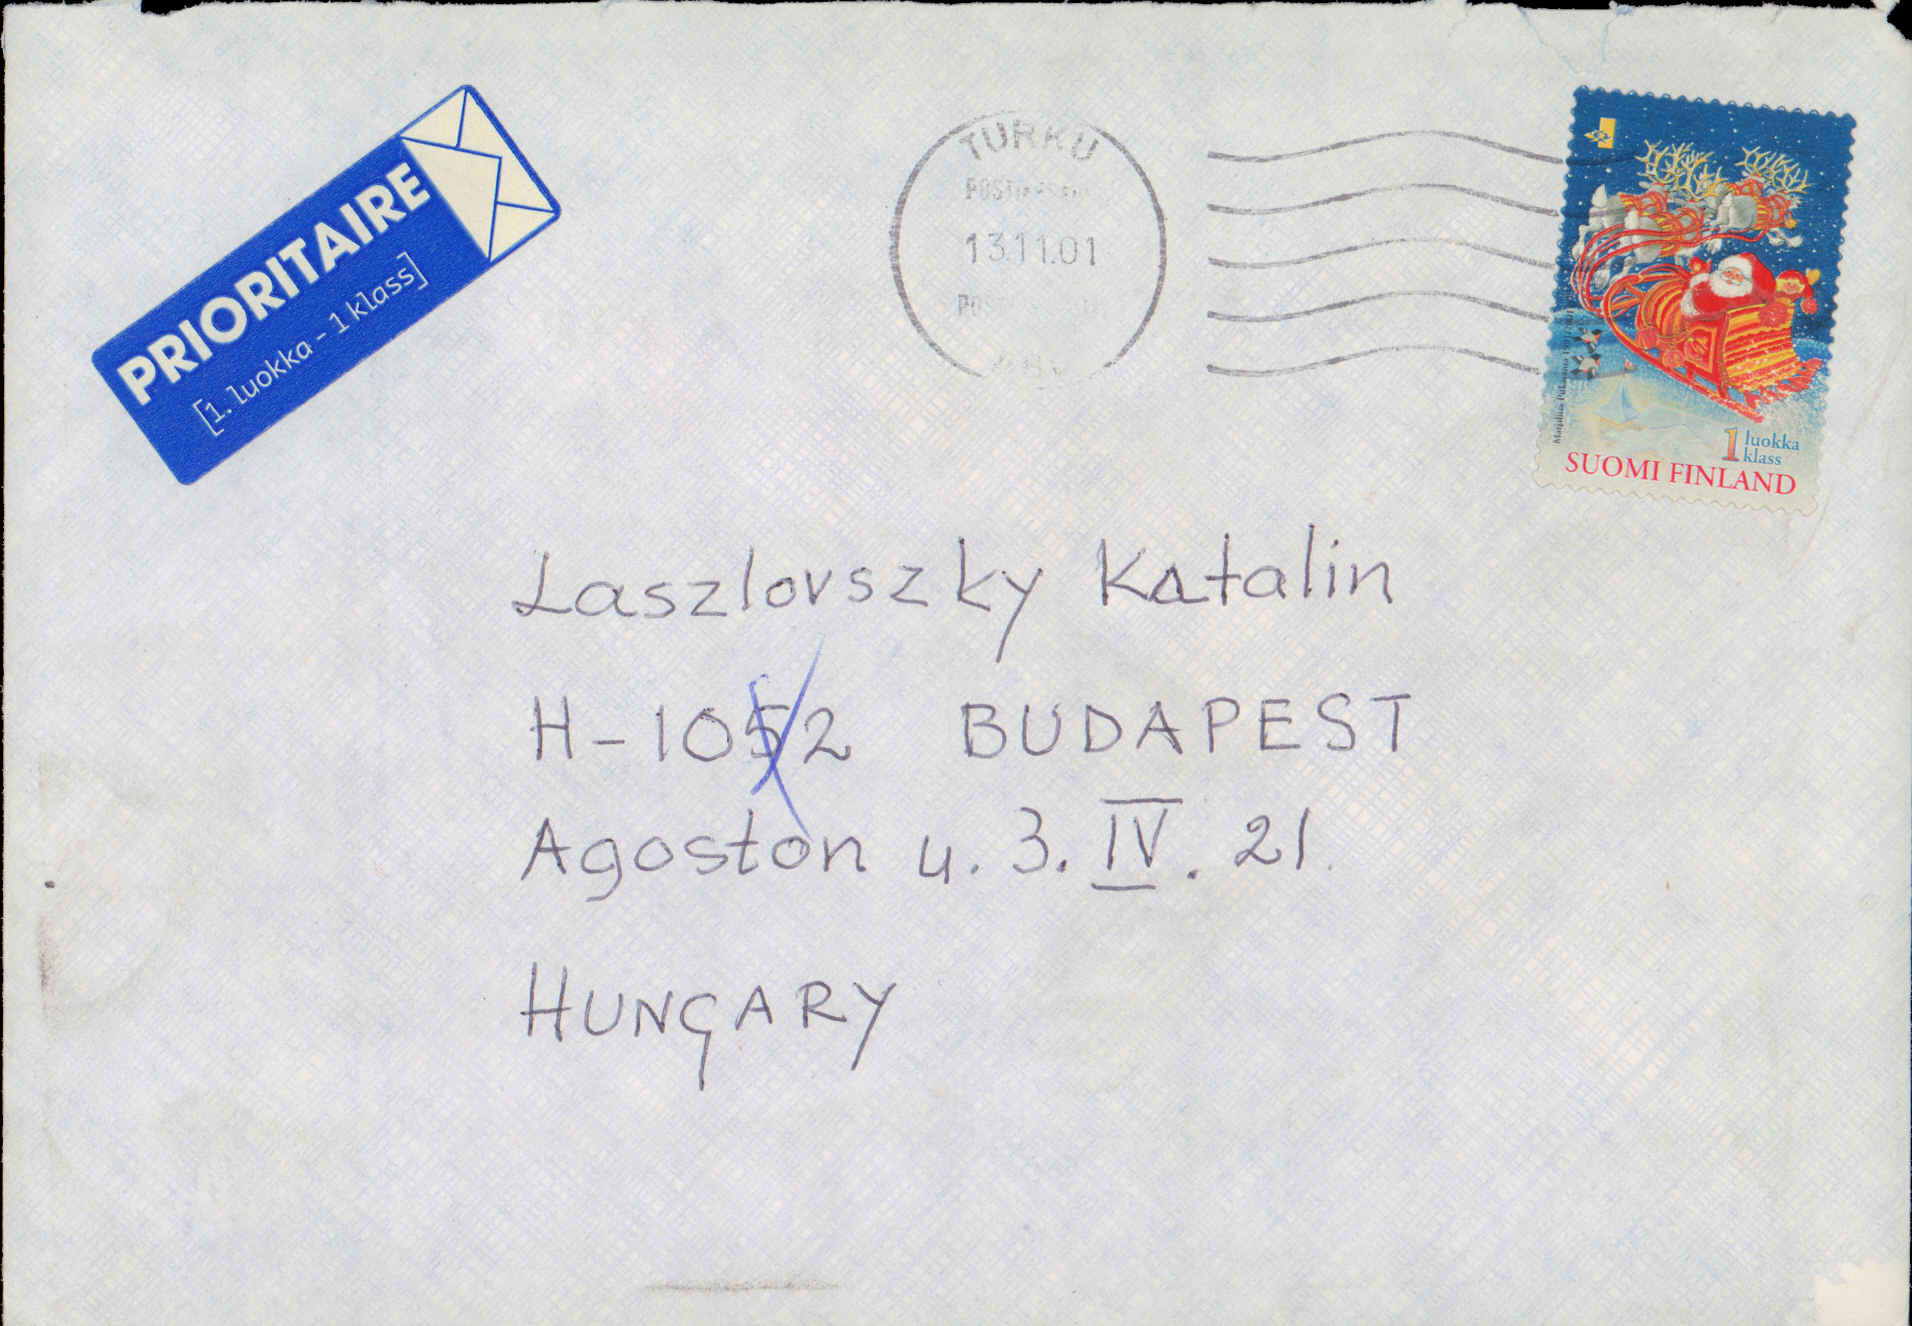 PRIORITAIRE
[1. luokka - 1 klass]
TURKU
13.11.01
1 luokka
klass
SUOMI FINLAND
Laszlovszky Katalin
H-1052 BUDAPEST
Agoston u. 3. IV. 21.
HUNGARY